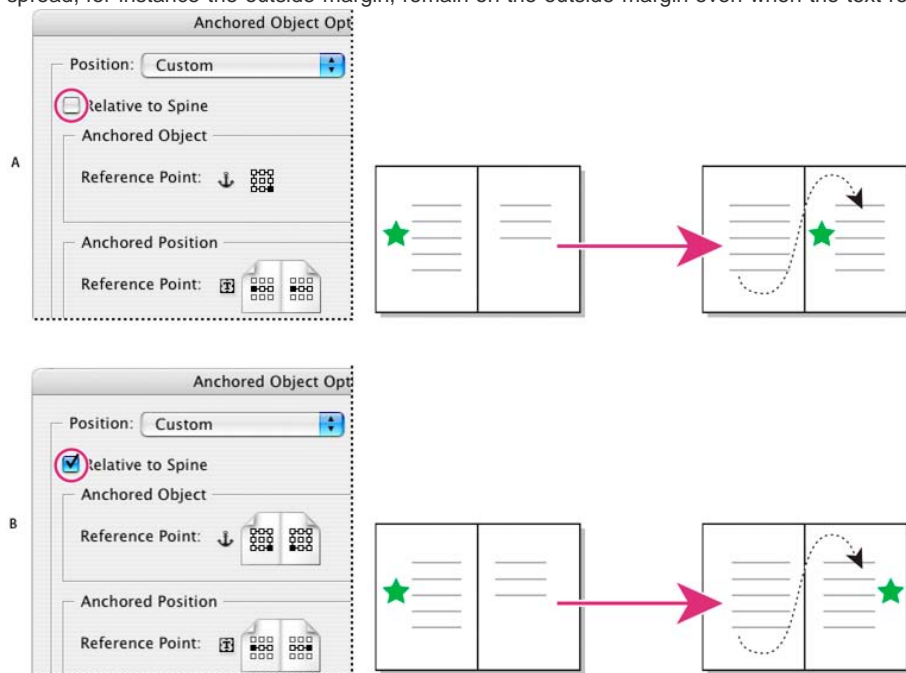 spread, for instance the outside margin, remain on the outside margin even when the text re
Anchored Object Opt
Position: Custom
Relative to Spine
Anchored Object
A
Reference Point:
Anchored Position
Reference Point:
Anchored Object Opt
Position: Custom
Relative to Spine
Anchored Object
B
Reference Point:
Anchored Position
Reference Point: